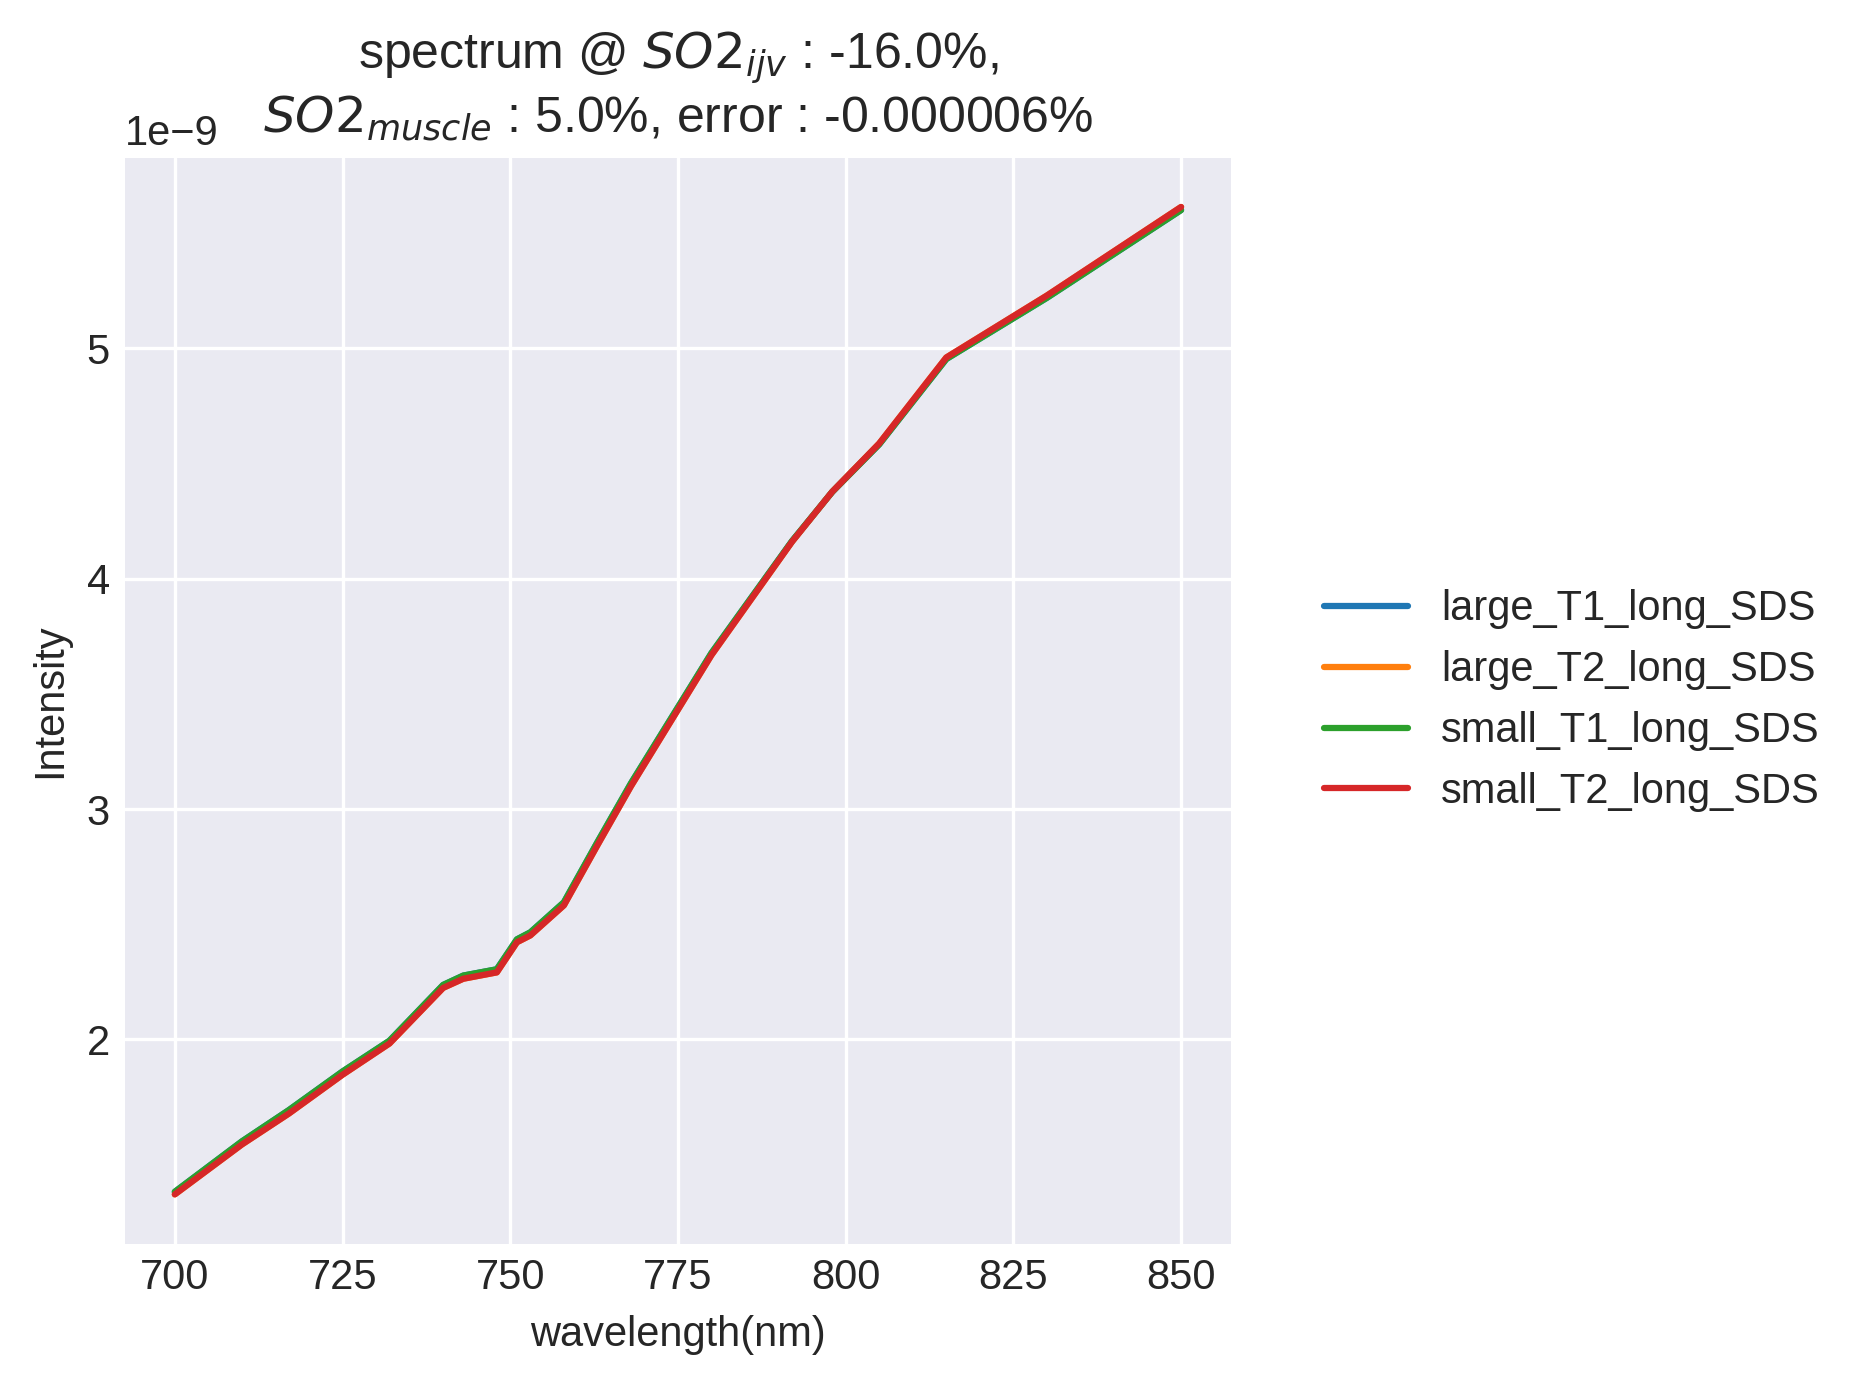 spectrum @ SO2ijv : -16.0%,
SO2muscle : 5.0%, error : -0.000006%
1e−9
5
4
3
2
Intensity
700 725 750 775 800 825 850
wavelength(nm)
large_T1_long_SDS
large_T2_long_SDS
small_T1_long_SDS
small_T2_long_SDS